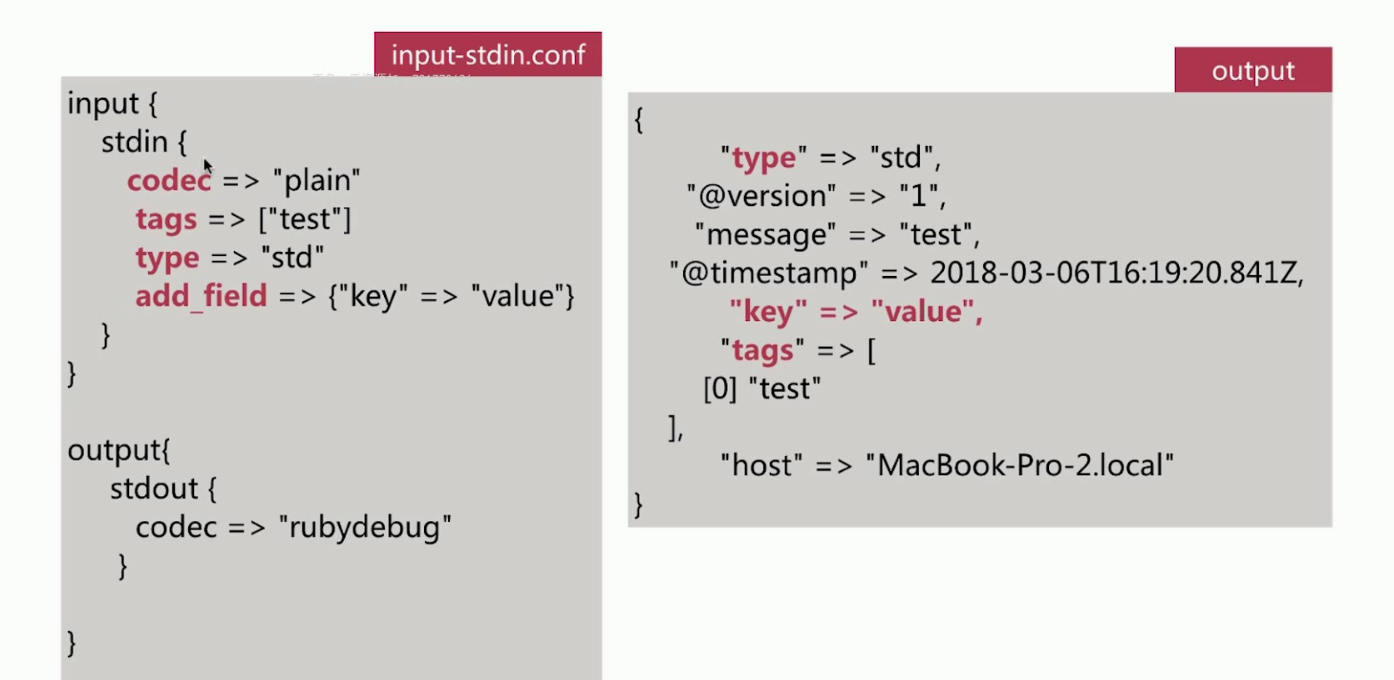 input-stdin.conf
input {
stdin {
codec => "plain"
tags => ["test"]
type => "std"
add_field => {"key" => "value"}
}
}
output{
stdout {
codec => "rubydebug"
}
}
output
{
"type" => "std",
"@version" => "1",
"message" => "test",
"@timestamp" => 2018-03-06T16:19:20.841Z,
"key" => "value",
"tags" => [
[0] "test"
],
"host" => "MacBook-Pro-2.local"
}